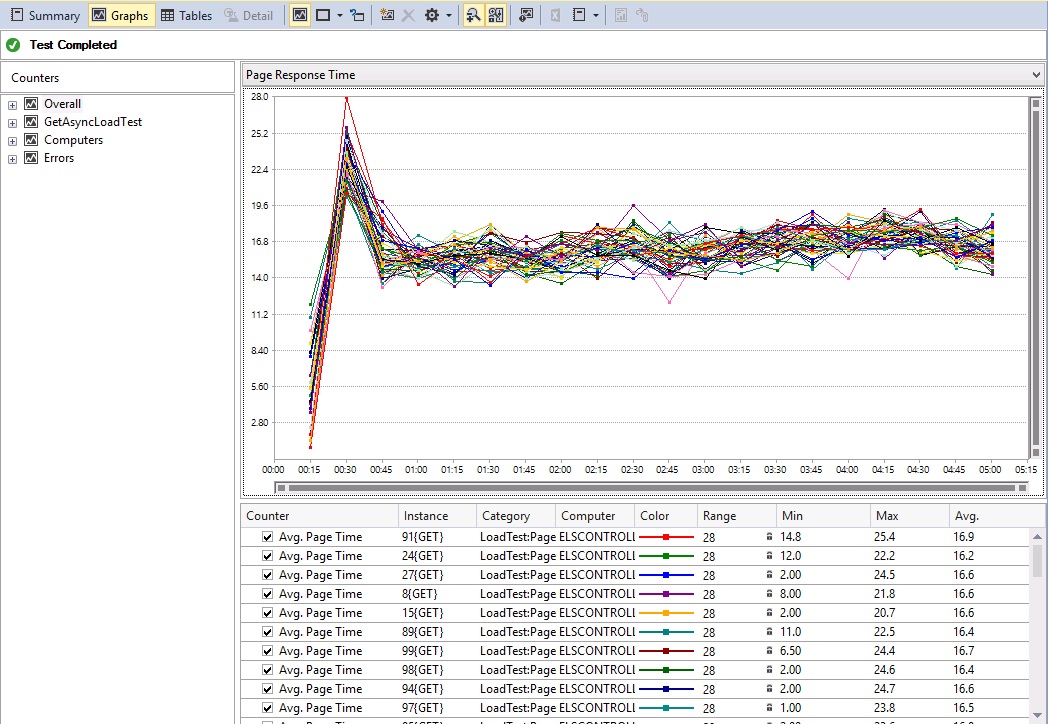 Summary Graphs Tables Detail
Test Completed
Counters
Overall
GetAsyncLoadTest
Computers
Errors
Page Response Time
28.0
25.2
22.4
19.6
16.8
14.0
11.2
8.40
5.60
2.80
00:00 00:15 00:30 00:45 01:00 01:15 01:30 01:45 02:00 02:15 02:30 02:45 03:00 03:15 03:30 03:45 04:00 04:15 04:30 04:45 05:00 05:15
Counter Instance Category Computer Color Range Min Max Avg.
Avg. Page Time 91{GET} LoadTest:Page ELSCONTROLL 28 14.8 25.4 16.9
Avg. Page Time 24{GET} LoadTest:Page ELSCONTROLL 28 12.0 22.2 16.2
Avg. Page Time 27{GET} LoadTest:Page ELSCONTROLL 28 2.00 24.5 16.6
Avg. Page Time 8{GET} LoadTest:Page ELSCONTROLL 28 8.00 21.8 16.6
Avg. Page Time 15{GET} LoadTest:Page ELSCONTROLL 28 2.00 20.7 16.6
Avg. Page Time 89{GET} LoadTest:Page ELSCONTROLL 28 11.0 22.5 16.4
Avg. Page Time 99{GET} LoadTest:Page ELSCONTROLL 28 6.50 24.4 16.7
Avg. Page Time 98{GET} LoadTest:Page ELSCONTROLL 28 2.00 24.6 16.4
Avg. Page Time 94{GET} LoadTest:Page ELSCONTROLL 28 2.00 24.7 16.6
Avg. Page Time 97{GET} LoadTest:Page ELSCONTROLL 28 1.00 23.8 16.5